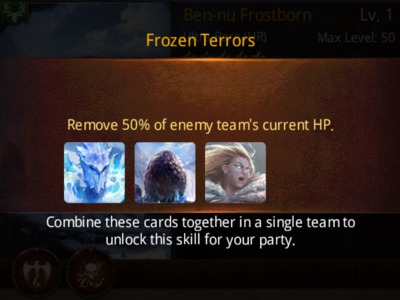 Ben-nu Frostborn
Lv. 1
Frozen Terrors
Max Level: 50
Remove 50% of enemy team's current HP.
Combine these cards together in a single team to
unlock this skill for your party.